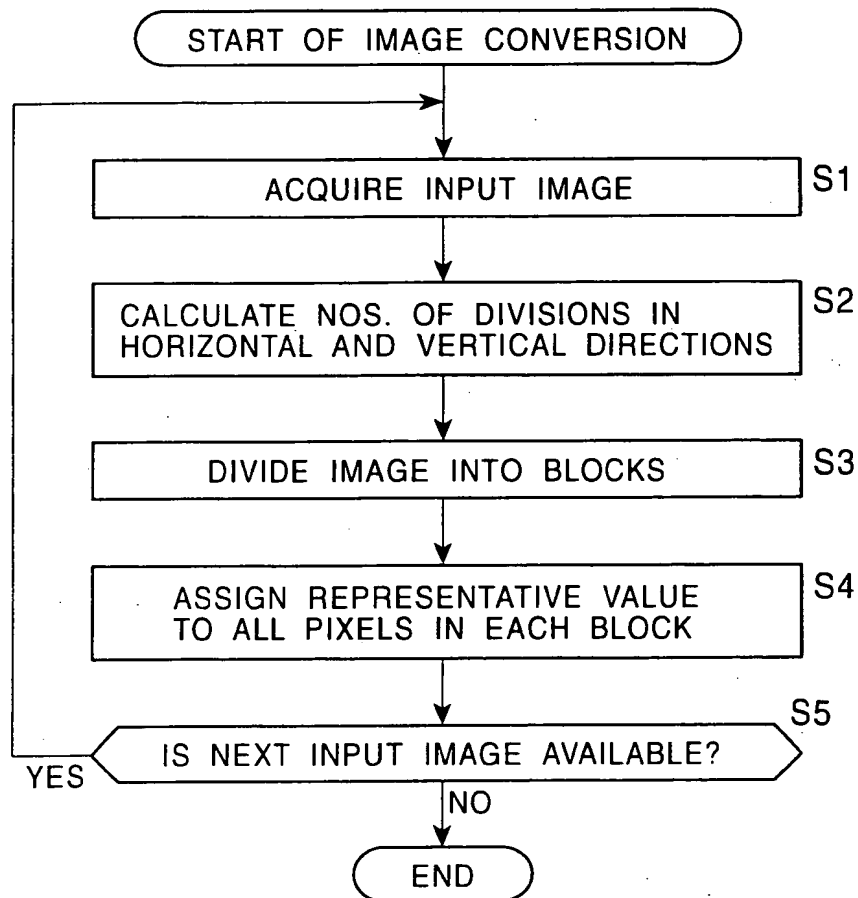 START OF IMAGE CONVERSION
ACQUIRE INPUT IMAGE
S1
CALCULATE NOS. OF DIVISIONS IN
HORIZONTAL AND VERTICAL DIRECTIONS
S2
DIVIDE IMAGE INTO BLOCKS
S3
ASSIGN REPRESENTATIVE VALUE
TO ALL PIXELS IN EACH BLOCK
S4
IS NEXT INPUT IMAGE AVAILABLE?
S5
YES
NO
END